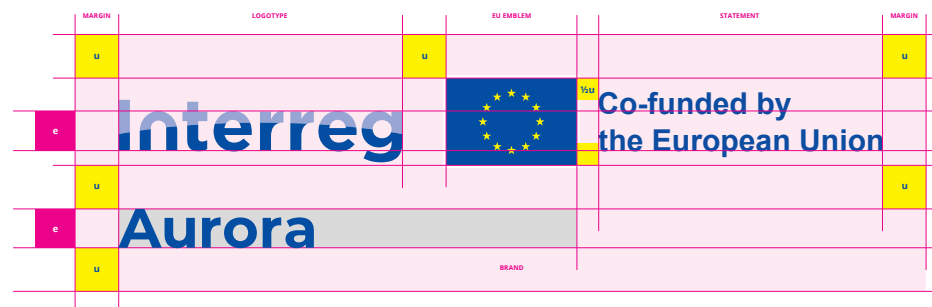 MARGIN LOGOTYPE EU EMBLEM STATEMENT MARGIN
u u u
½u
Interreg Co-funded by
e the European Union
u u
e Aurora
u BRAND